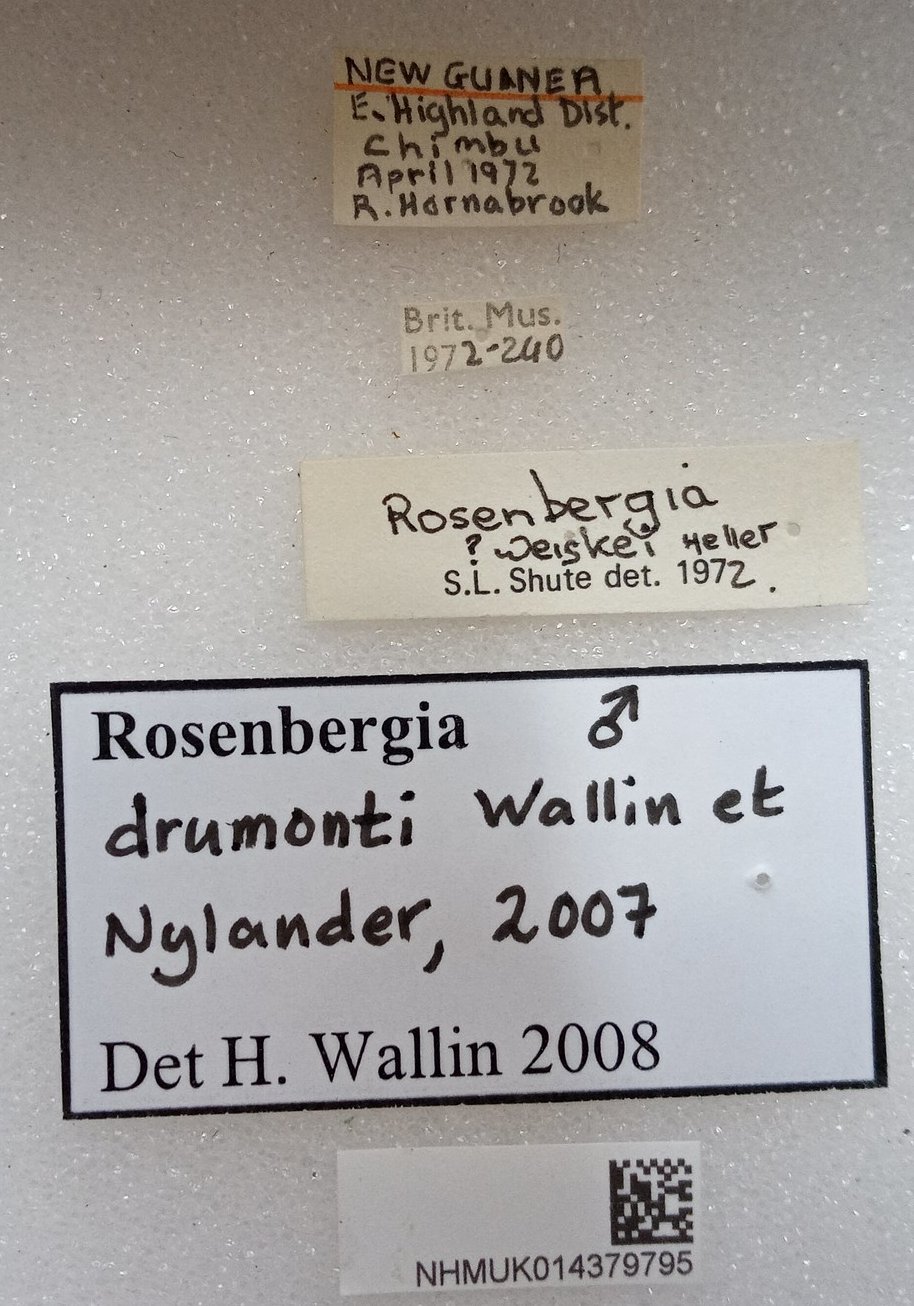 NEW GUINEA
E. Highland Dist.
Chimbu
April 1972
R. Hornabrook
Brit. Mus.
1972-240
Rosenbergia
? weiskei Heller
S.L. Shute det. 1972.
Rosenbergia ♂
drumonti Wallin et
Nylander, 2007
Det H. Wallin 2008
NHMUK014379795